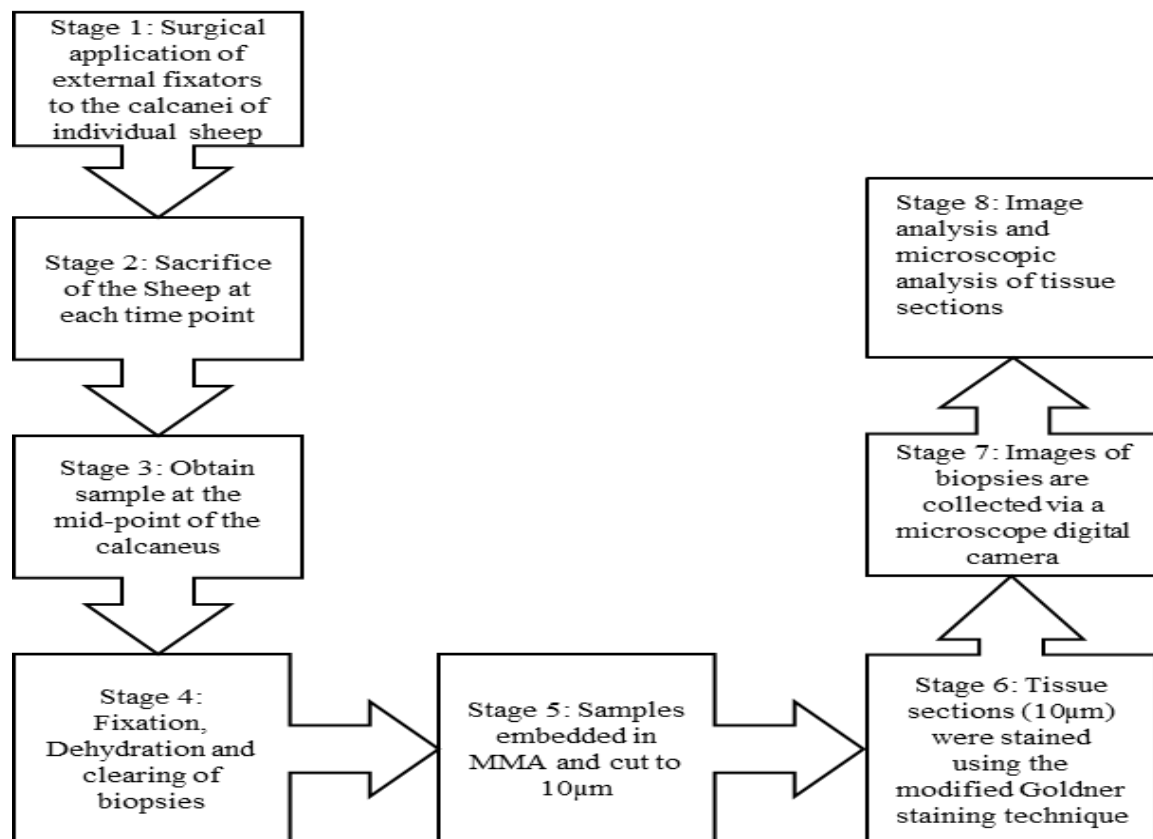 Stage 1: Surgical
application of
external fixators
to the calcanei of
individual sheep
Stage 2: Sacrifice
of the Sheep at
each time point
Stage 3: Obtain
sample at the
mid-point of the
calcaneus
Stage 4:
Fixation,
Dehydration and
clearing of
biopsies
Stage 5: Samples
embedded in
MMA and cut to
10µm
Stage 6: Tissue
sections (10µm)
were stained
using the
modified Goldner
staining technique
Stage 7: Images of
biopsies are
collected via a
microscope digital
camera
Stage 8: Image
analysis and
microscopic
analysis of tissue
sections